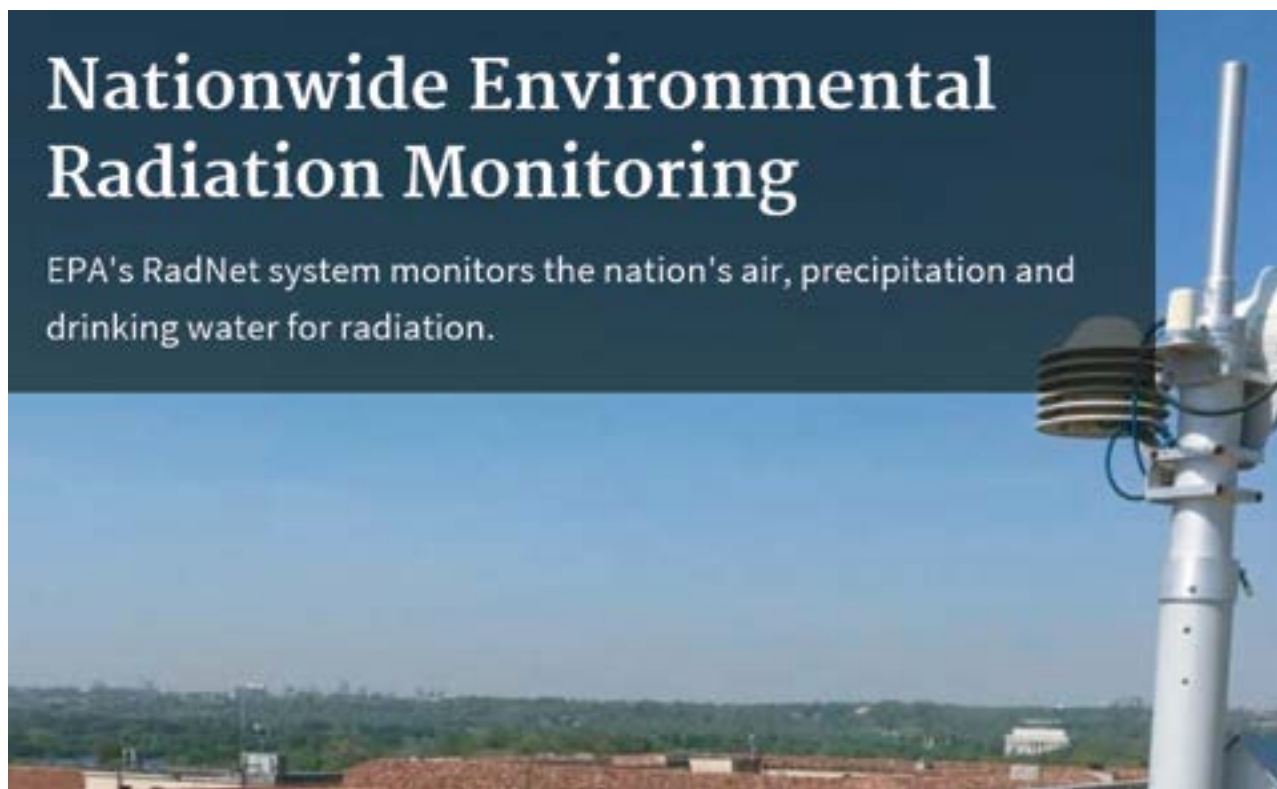 Nationwide Environmental
Radiation Monitoring
EPA's RadNet system monitors the nation's air, precipitation and
drinking water for radiation.